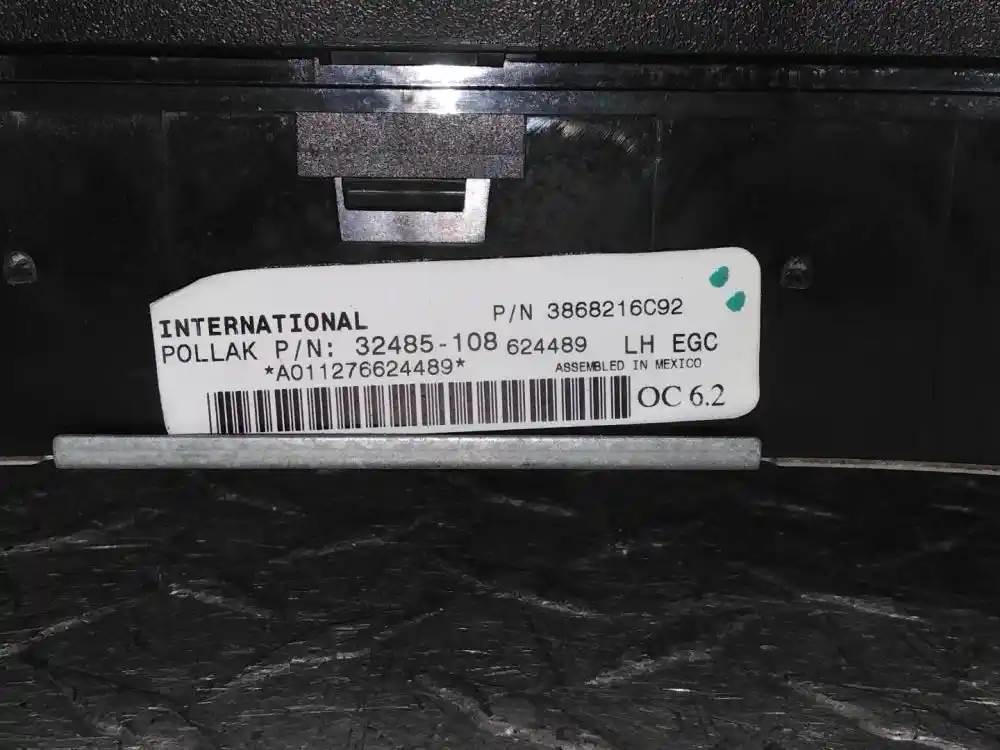 INTERNATIONAL P/N 3868216C92
POLLAK P/N: 32485-108 624489 LH EGC
*A011276624489* ASSEMBLED IN MEXICO
OC 6.2